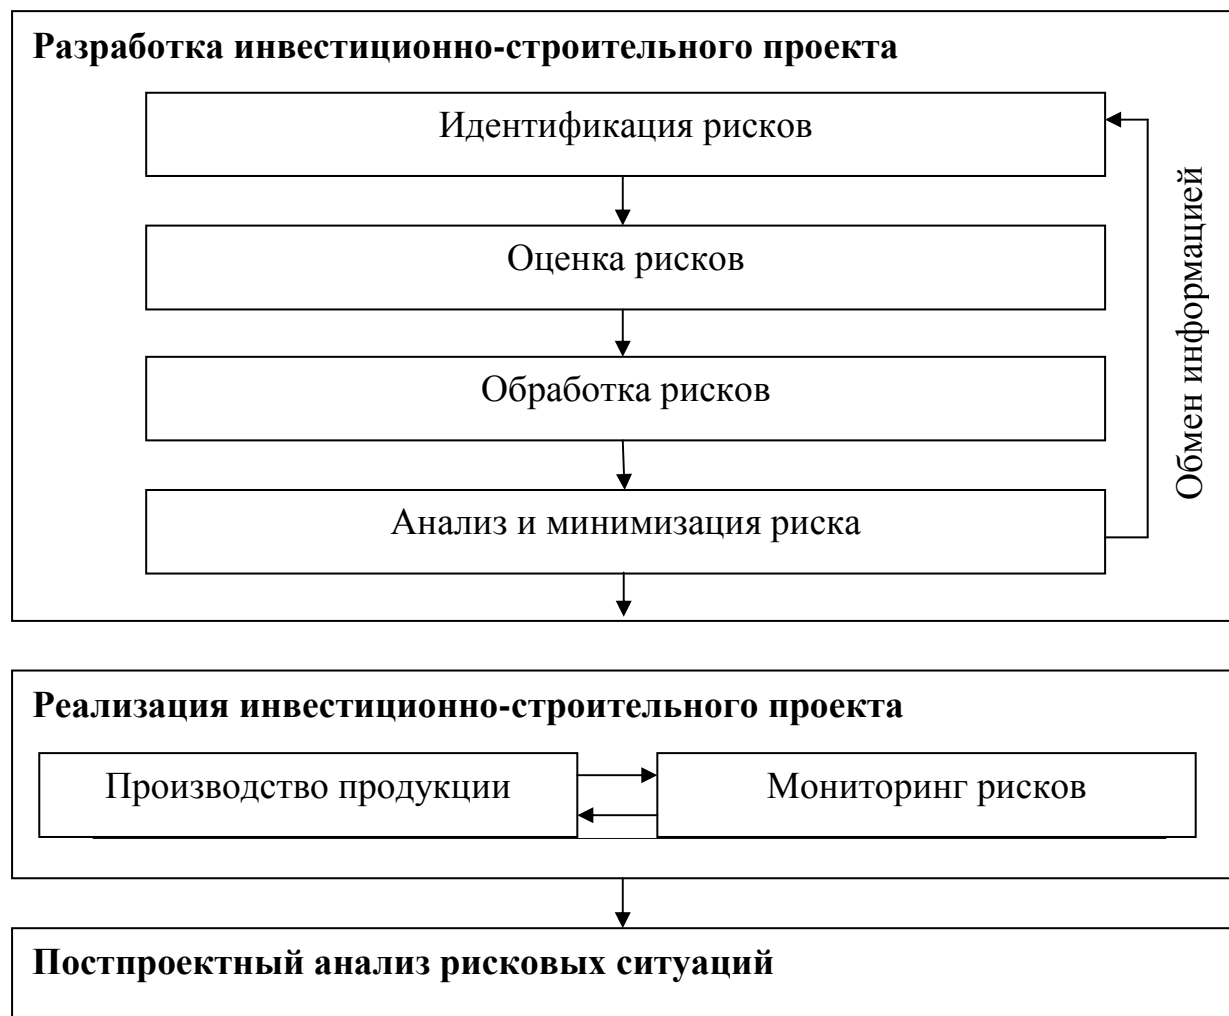 Разработка инвестиционно-строительного проекта
Идентификация рисков
Оценка рисков
Обработка рисков
Анализ и минимизация риска
Обмен информацией
Реализация инвестиционно-строительного проекта
Производство продукции
Мониторинг рисков
Постпроектный анализ рисковых ситуаций